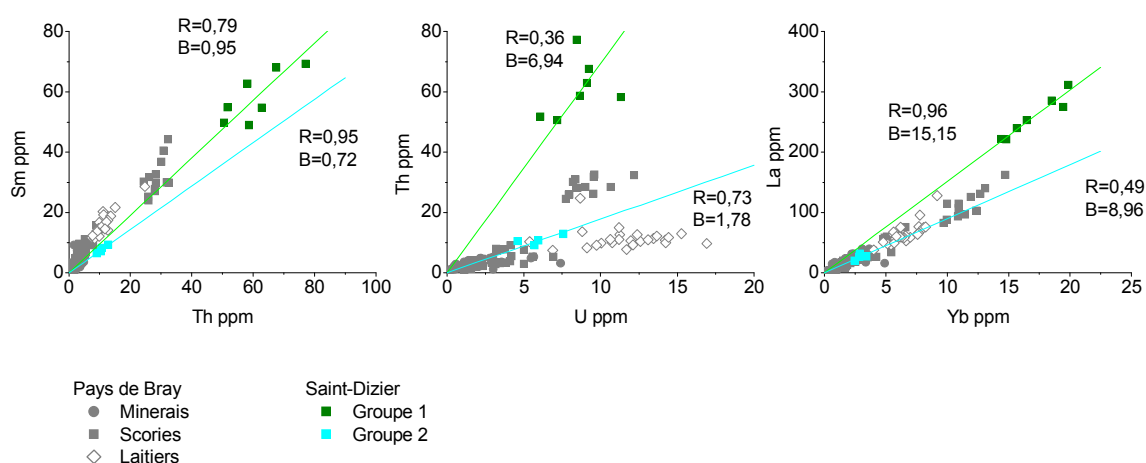 80
60
40
20
0
Sm ppm
R=0,79
B=0,95
R=0,95
B=0,72
0 20 40 60 80 100
Th ppm
80
60
40
20
0
Th ppm
R=0,36
B=6,94
R=0,73
B=1,78
0 5 10 15 20
U ppm
400
300
200
100
0
La ppm
R=0,96
B=15,15
R=0,49
B=8,96
0 5 10 15 20 25
Yb ppm
Pays de Bray
Minerais
Scories
Laitiers
Saint-Dizier
Groupe 1
Groupe 2